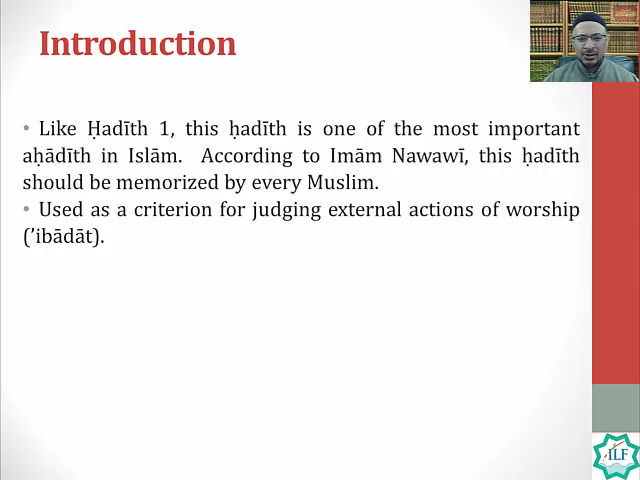 Introduction
• Like Ḥadīth 1, this ḥadīth is one of the most important
aḥādīth in Islām. According to Imām Nawawī, this ḥadīth
should be memorized by every Muslim.
• Used as a criterion for judging external actions of worship
(’ibādāt).
ILF